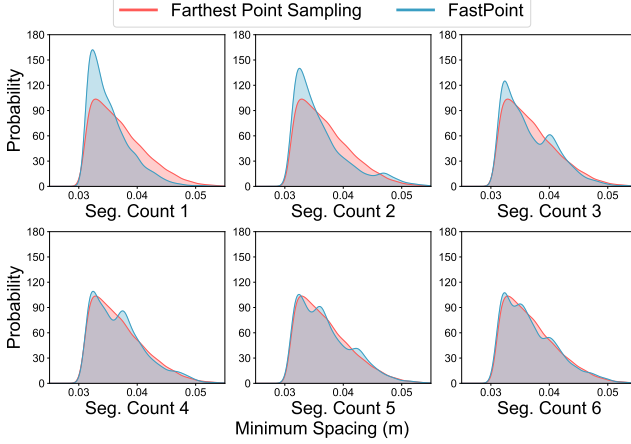 Farthest Point Sampling FastPoint
Probability
180
150
120
90
60
30
0
0.03 0.04 0.05
Seg. Count 1
180
150
120
90
60
30
0
0.03 0.04 0.05
Seg. Count 2
180
150
120
90
60
30
0
0.03 0.04 0.05
Seg. Count 3
Probability
180
150
120
90
60
30
0
0.03 0.04 0.05
Seg. Count 4
180
150
120
90
60
30
0
0.03 0.04 0.05
Seg. Count 5
180
150
120
90
60
30
0
0.03 0.04 0.05
Seg. Count 6
Minimum Spacing (m)